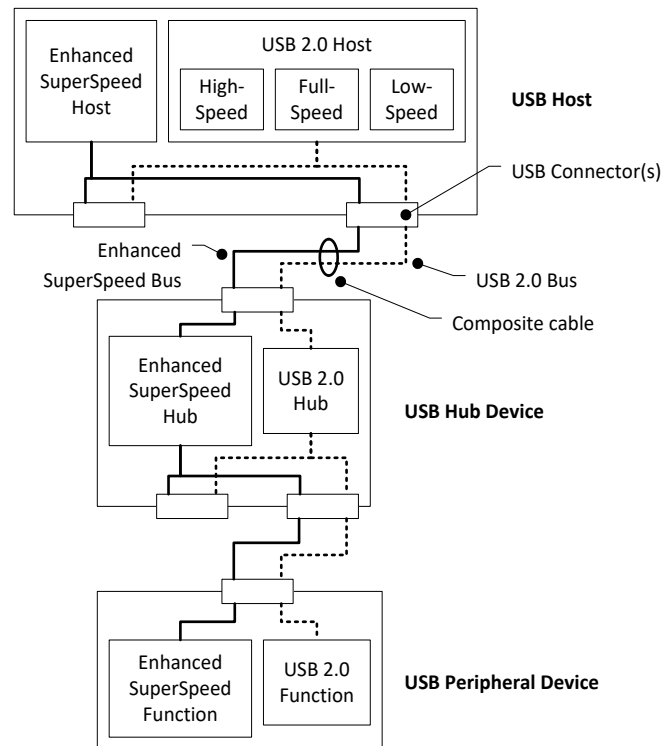 Enhanced
SuperSpeed
Host
USB 2.0 Host
High-
Speed
Full-
Speed
Low-
Speed
USB Host
USB Connector(s)
Enhanced
SuperSpeed Bus
USB 2.0 Bus
Composite cable
Enhanced
SuperSpeed
Hub
USB 2.0
Hub
USB Hub Device
Enhanced
SuperSpeed
Function
USB 2.0
Function
USB Peripheral Device